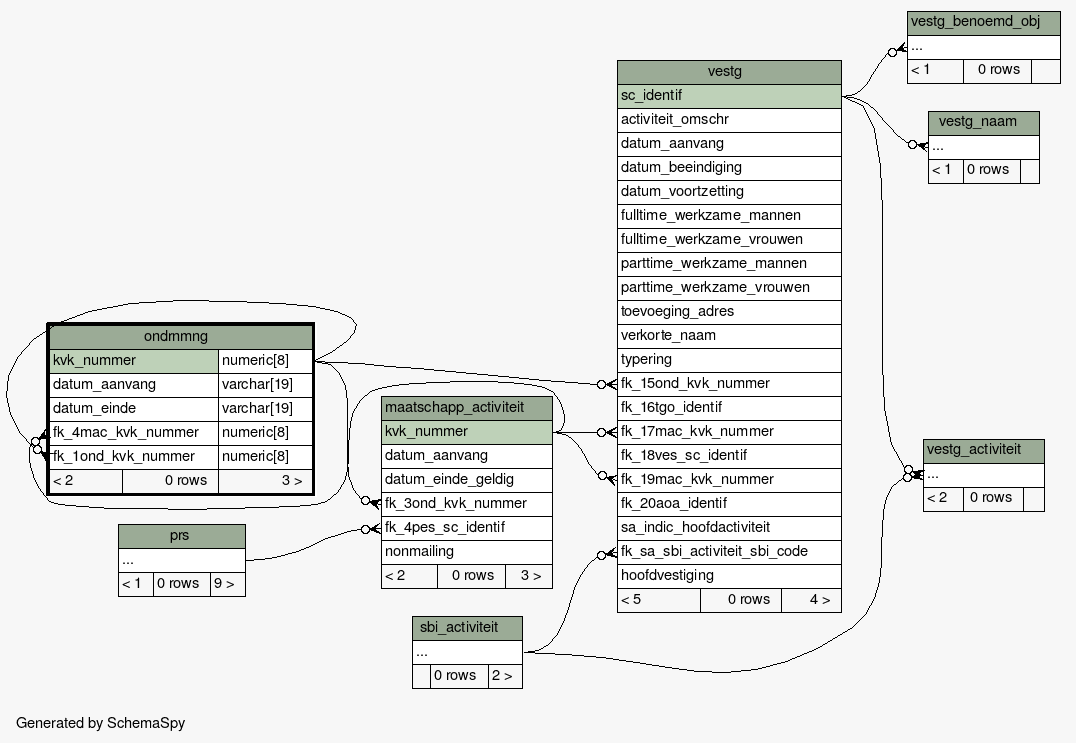 vestg_benoemd_obj
...
< 1 0 rows
vestg_naam
...
< 1 0 rows
vestg
sc_identif
activiteit_omschr
datum_aanvang
datum_beeindiging
datum_voortzetting
fulltime_werkzame_mannen
fulltime_werkzame_vrouwen
parttime_werkzame_mannen
parttime_werkzame_vrouwen
toevoeging_adres
verkorte_naam
typering
fk_15ond_kvk_nummer
fk_16tgo_identif
fk_17mac_kvk_nummer
fk_18ves_sc_identif
fk_19mac_kvk_nummer
fk_20aoa_identif
sa_indic_hoofdactiviteit
fk_sa_sbi_activiteit_sbi_code
hoofdvestiging
< 5 0 rows 4 >
ondrnmng
kvk_nummer numeric[8]
datum_aanvang varchar[19]
datum_einde varchar[19]
fk_4mac_kvk_nummer numeric[8]
fk_1ond_kvk_nummer numeric[8]
< 2 0 rows 3 >
maatschapp_activiteit
kvk_nummer
datum_aanvang
datum_einde_geldig
fk_3ond_kvk_nummer
fk_4pes_sc_identif
nonmailing
< 2 0 rows 3 >
vestg_activiteit
...
< 2 0 rows
prs
...
< 1 0 rows 9 >
sbi_activiteit
...
0 rows 2 >
Generated by SchemaSpy